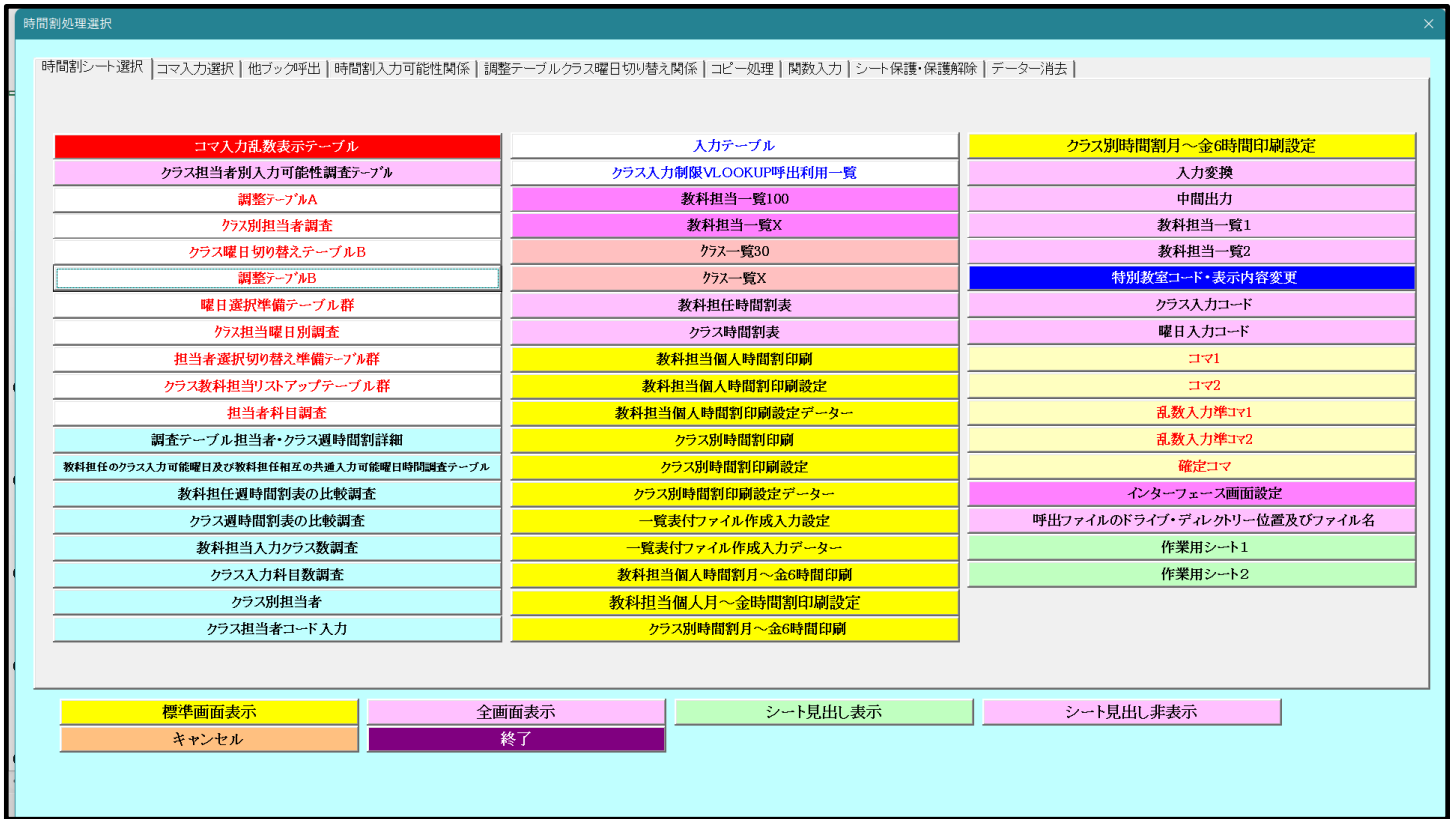 時間割処理選択
時間割シート選択
コマ入力選択
他ブック呼出
時間割入力可能性関係
調整テーブルクラス曜日切り替え関係
コピー処理
関数入力
シート保護・保護解除
データー消去
コマ入力乱数表示テーブル
クラス担当者別入力可能性調査ﾃｰﾌﾞﾙ
調整ﾃｰﾌﾞﾙA
ｸﾗｽ別担当者調査
クラス曜日切り替えテーブルB
調整ﾃｰﾌﾞﾙB
曜日選択準備テーブル群
ｸﾗｽ担当曜日別調査
担当者選択切り替え準備ﾃｰﾌﾞﾙ群
クラス教科担当リストアップテーブル群
担当者科目調査
調査テーブル担当者・クラス週時間割詳細
教科担任のクラス入力可能曜日及び教科担任相互の共通入力可能曜日時間調査テーブル
教科担任週時間割表の比較調査
クラス週時間割表の比較調査
教科担当入力クラス数調査
クラス入力科目数調査
クラス別担当者
クラス担当者コード入力
入力テーブル
クラス入力制限VLOOKUP呼出利用一覧
教科担当一覧100
教科担当一覧X
ｸﾗｽ一覧30
ｸﾗｽ一覧X
教科担任時間割表
クラス時間割表
教科担当個人時間割印刷
教科担当個人時間割印刷設定
教科担当個人時間割印刷設定データー
クラス別時間割印刷
クラス別時間割印刷設定
クラス別時間割印刷設定データー
一覧表付ファイル作成入力設定
一覧表付ファイル作成入力データー
教科担当個人時間割月～金6時間印刷
教科担当個人月～金時間割印刷設定
クラス別時間割月～金6時間印刷
クラス別時間割月～金6時間印刷設定
入力変換
中間出力
教科担当一覧1
教科担当一覧2
特別教室コード・表示内容変更
クラス入力コード
曜日入力コード
コマ1
コマ2
乱数入力準ｺﾏ1
乱数入力準ｺﾏ2
確定コマ
インターフェース画面設定
呼出ファイルのドライブ・ディレクトリー位置及びファイル名
作業用シート１
作業用シート２
標準画面表示
全画面表示
シート見出し表示
シート見出し非表示
キャンセル
終了